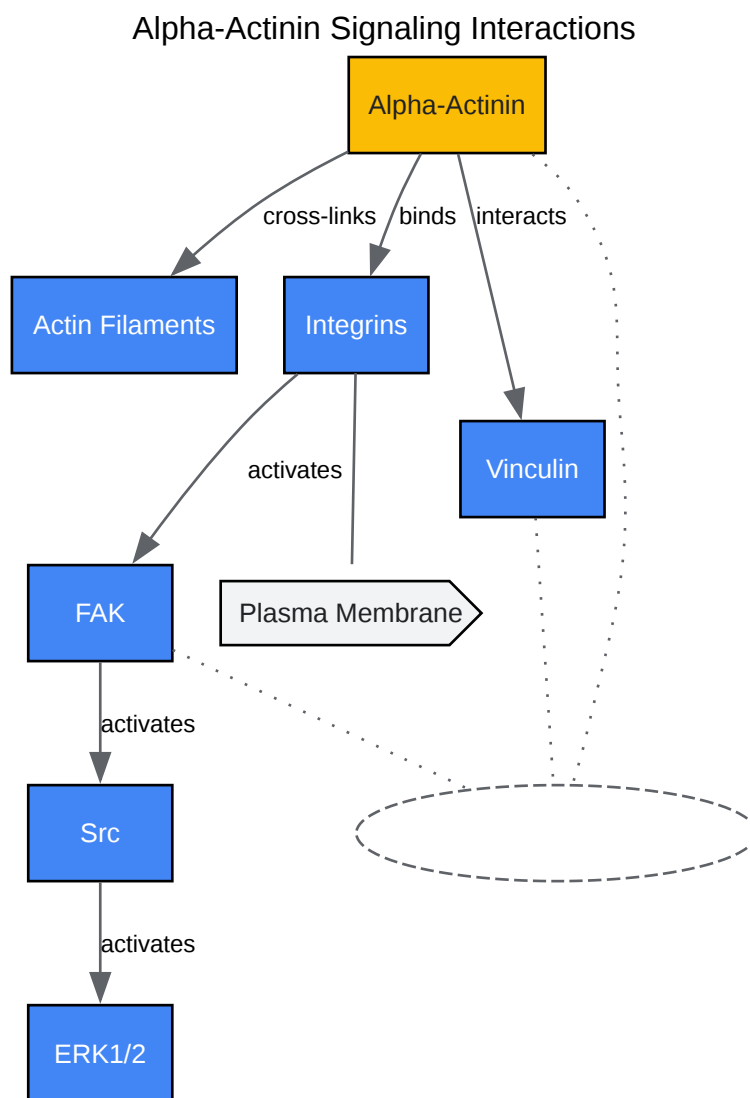 Alpha-Actinin Signaling Interactions
Alpha-Actinin
cross-links
binds
interacts
Actin Filaments
Integrins
activates
Vinculin
FAK
Plasma Membrane
activates
Src
activates
ERK1/2